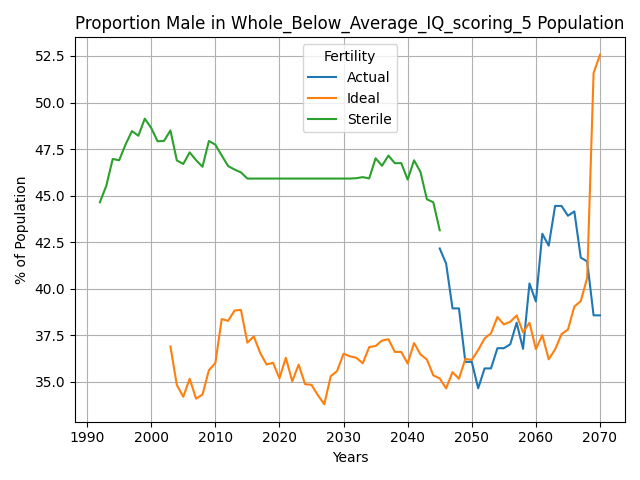 Proportion Male in Whole_Below_Average_IQ_scoring_5 Population
Fertility
Actual
Ideal
Sterile
% of Population
52.5
50.0
47.5
45.0
42.5
40.0
37.5
35.0
1990 2000 2010 2020 2030 2040 2050 2060 2070
Years